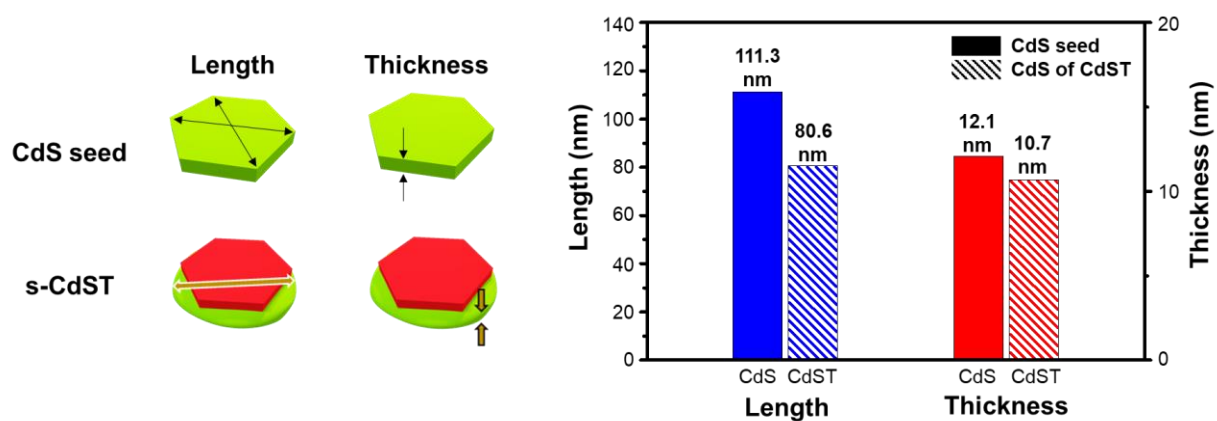 Length
Thickness
CdS seed
s-CdST
Length (nm)
140
120
100
80
60
40
20
0
111.3
nm
80.6
nm
12.1
nm
10.7
nm
CdS seed
CdS of CdST
CdS
CdST
CdS
CdST
Length
Thickness
20
10
0
Thickness (nm)